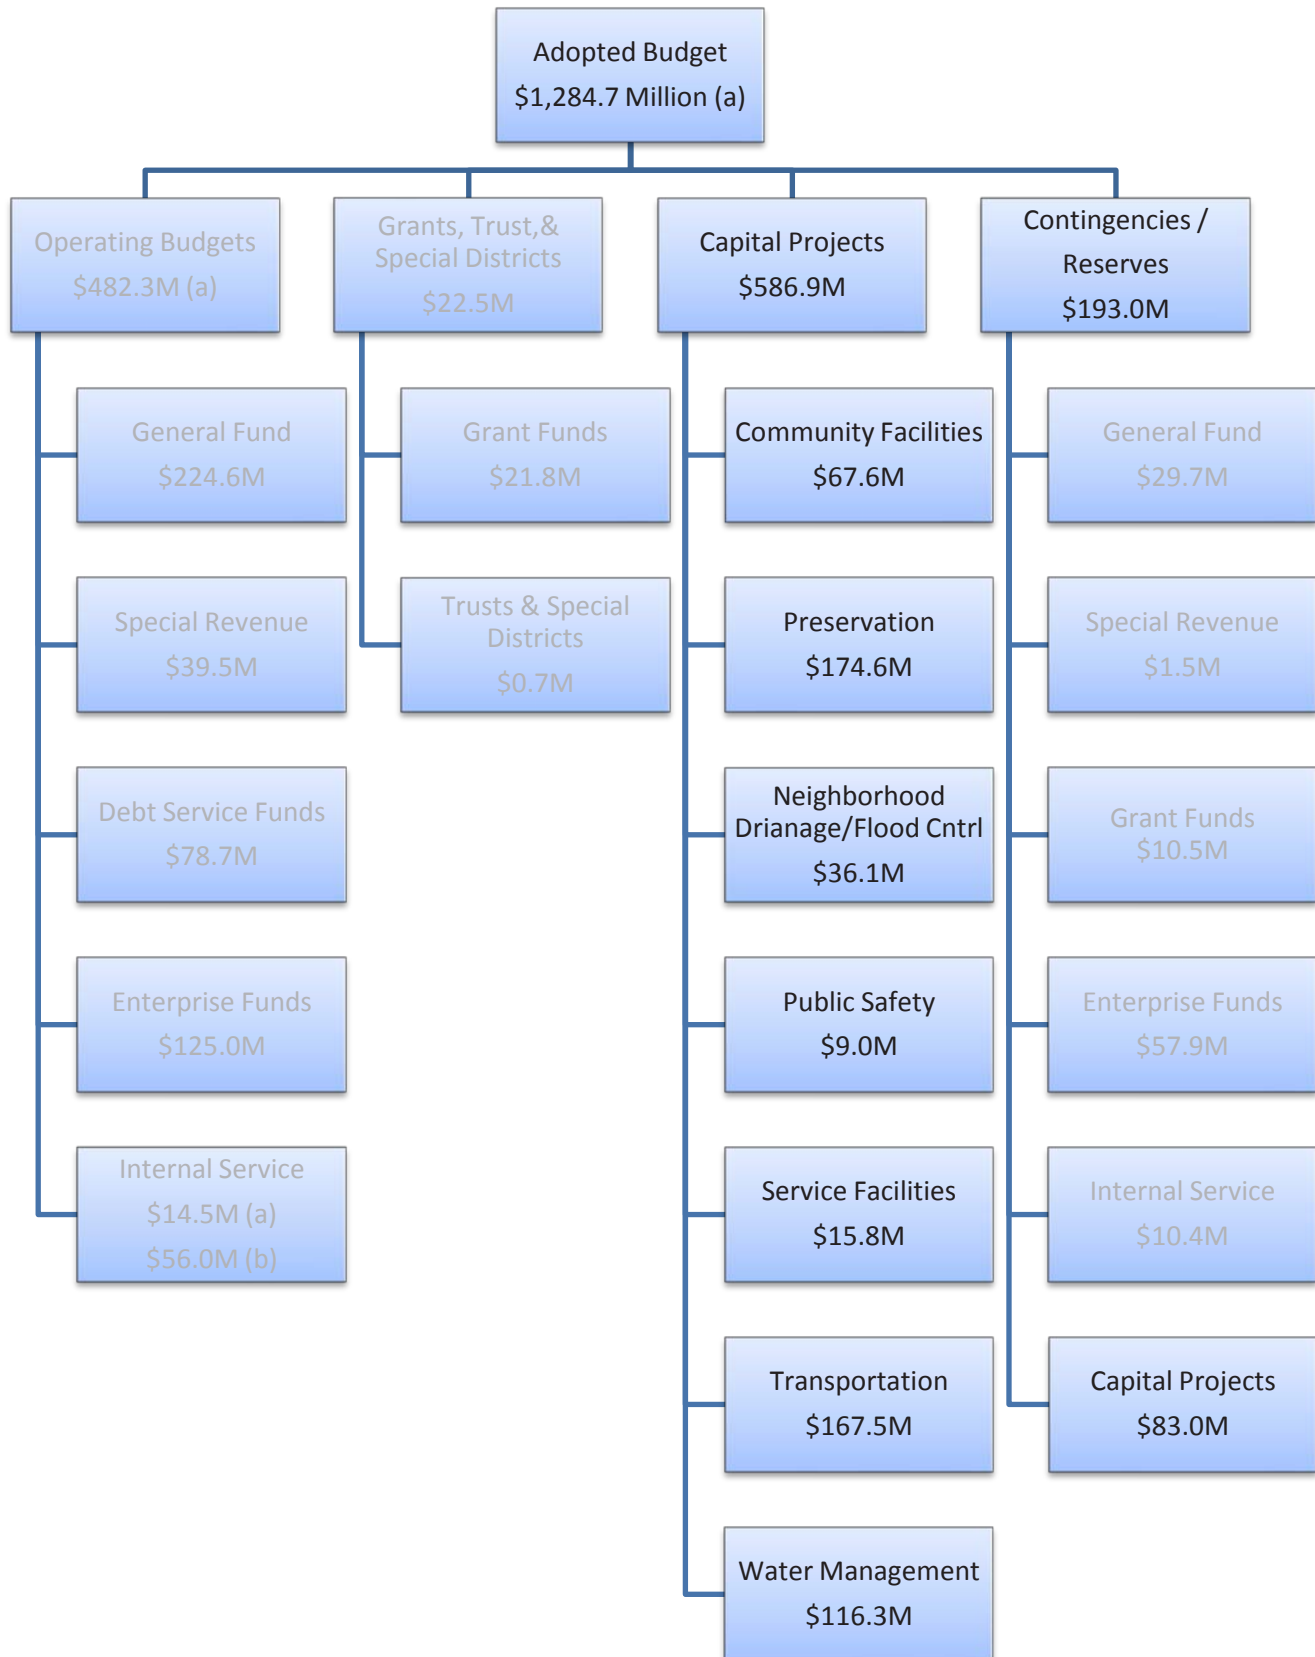 Adopted Budget
$1,284.7 Million (a)
Operating Budgets
$482.3M (a)
Grants, Trust,&
Special Districts
$22.5M
Capital Projects
$586.9M
Contingencies /
Reserves
$193.0M
General Fund
$224.6M
Special Revenue
$39.5M
Debt Service Funds
$78.7M
Enterprise Funds
$125.0M
Internal Service
$14.5M (a)
$56.0M (b)
Grant Funds
$21.8M
Trusts & Special
Districts
$0.7M
Community Facilities
$67.6M
Preservation
$174.6M
Neighborhood
Drianage/Flood Cntrl
$36.1M
Public Safety
$9.0M
Service Facilities
$15.8M
Transportation
$167.5M
Water Management
$116.3M
General Fund
$29.7M
Special Revenue
$1.5M
Grant Funds
$10.5M
Enterprise Funds
$57.9M
Internal Service
$10.4M
Capital Projects
$83.0M